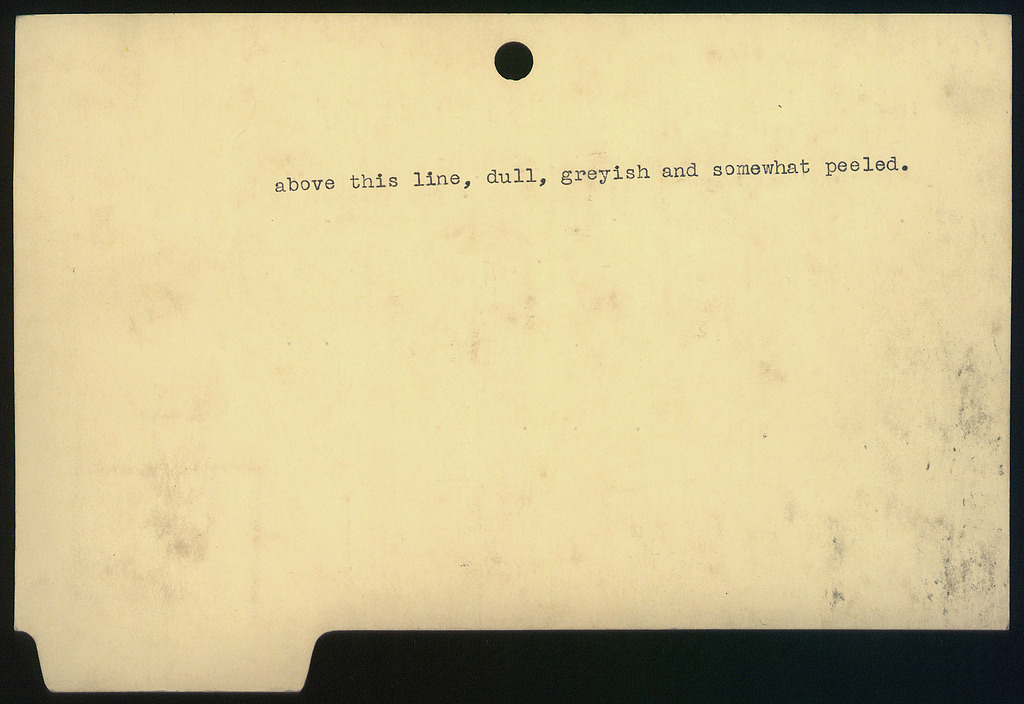 above this line, dull, greyish and somewhat peeled.